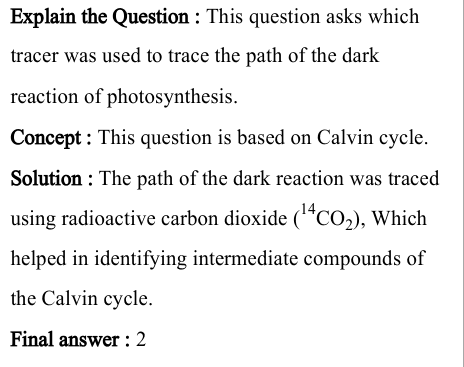 Explain the Question : This question asks which
tracer was used to trace the path of the dark
reaction of photosynthesis.
Concept : This question is based on Calvin cycle.
Solution : The path of the dark reaction was traced
using radioactive carbon dioxide (¹⁴CO₂), Which
helped in identifying intermediate compounds of
the Calvin cycle.
Final answer : 2